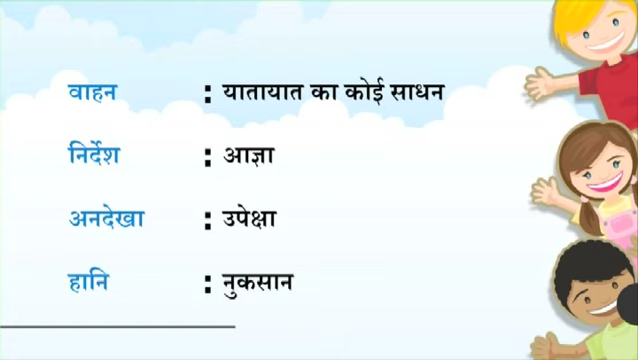 वाहन : यातायात का कोई साधन
निर्देश : आज्ञा
अनदेखा : उपेक्षा
हानि : नुकसान